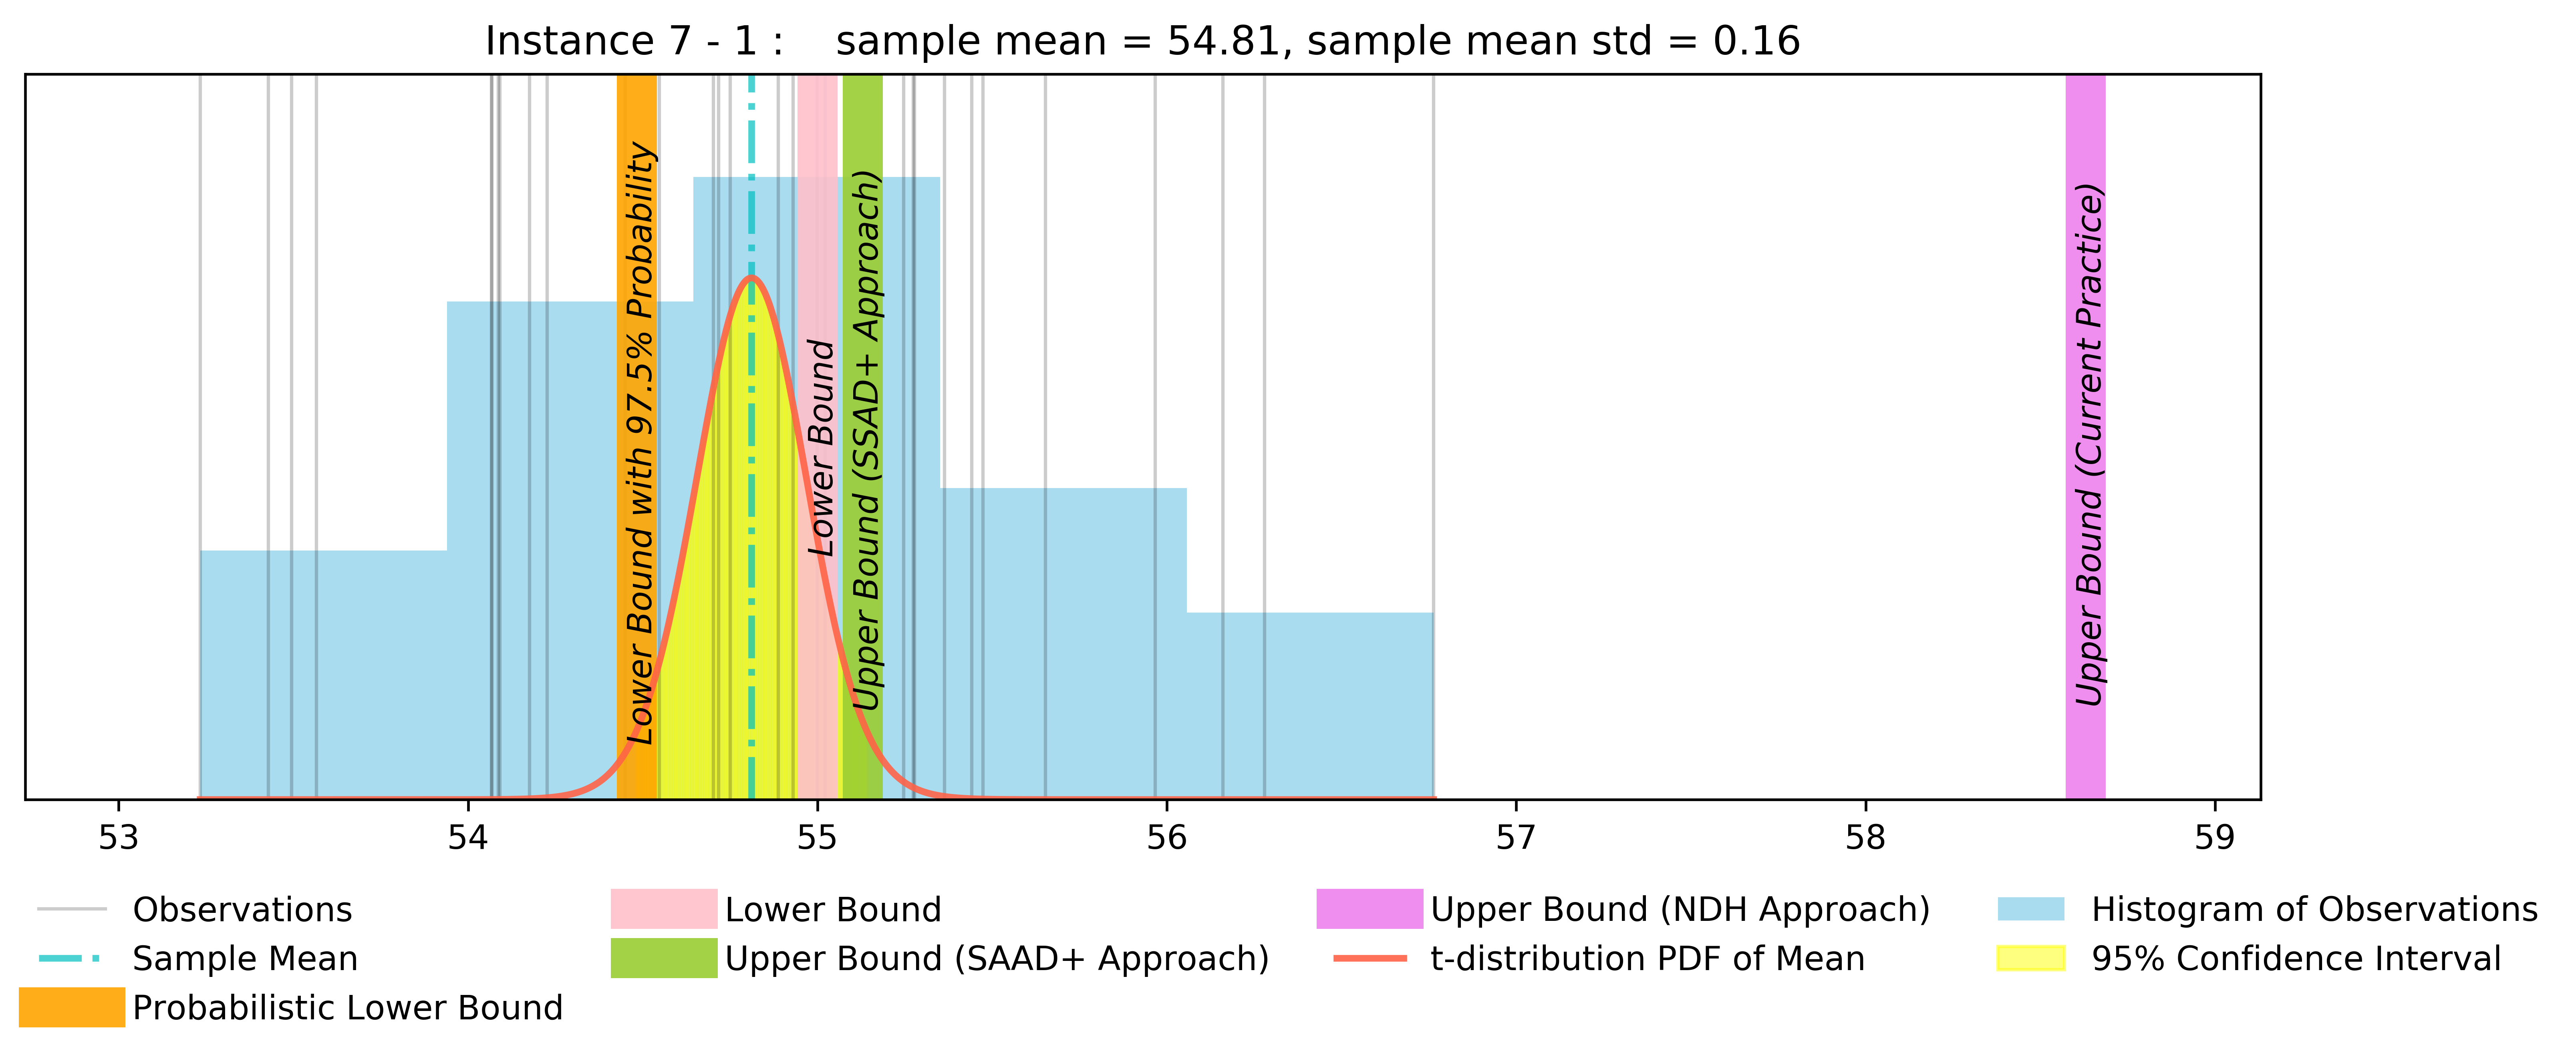 Instance 7 - 1 :    sample mean = 54.81, sample mean std = 0.16
Lower Bound with 97.5% Probability
Lower Bound
Upper Bound (SSAD+ Approach)
Upper Bound (Current Practice)
53 54 55 56 57 58 59
Observations
Sample Mean
Probabilistic Lower Bound
Lower Bound
Upper Bound (SAAD+ Approach)
Upper Bound (NDH Approach)
t-distribution PDF of Mean
Histogram of Observations
95% Confidence Interval